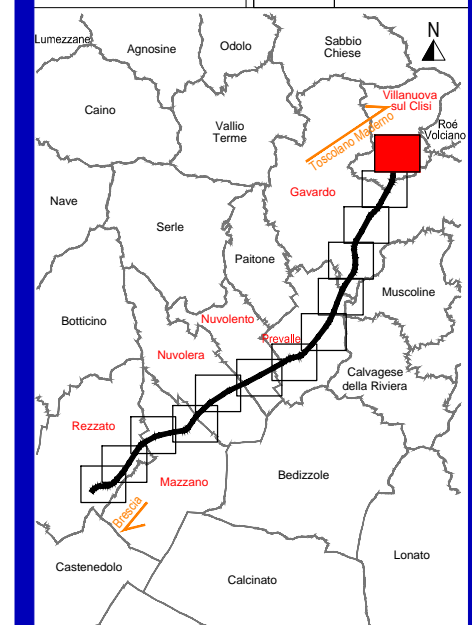 N
Lumezzane
Agnosine
Odolo
Sabbio
Chiese
Caino
Vallio
Terme
Villanuova
sul Clisi
Roé
Volciano
Toscolano Maderno
Gavardo
Nave
Serle
Paitone
Muscoline
Botticino
Nuvolento
Nuvolera
Prevalle
Calvagese
della Riviera
Rezzato
Mazzano
Bedizzole
Brescia
Castenedolo
Calcinato
Lonato